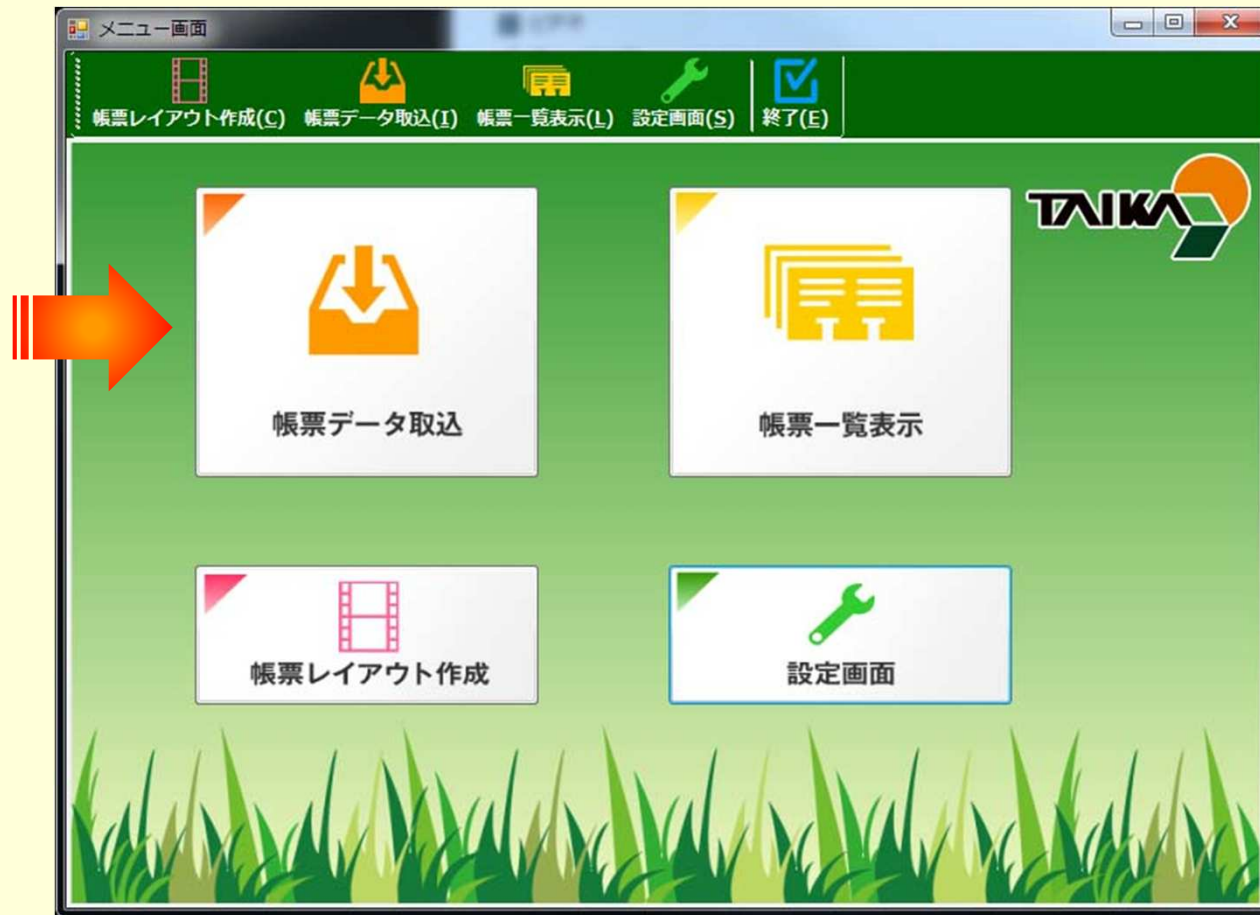 メニュー画面
帳票レイアウト作成(C) 帳票データ取込(I) 帳票一覧表示(L) 設定画面(S) 終了(E)
TAIKA
帳票データ取込 帳票一覧表示
帳票レイアウト作成 設定画面